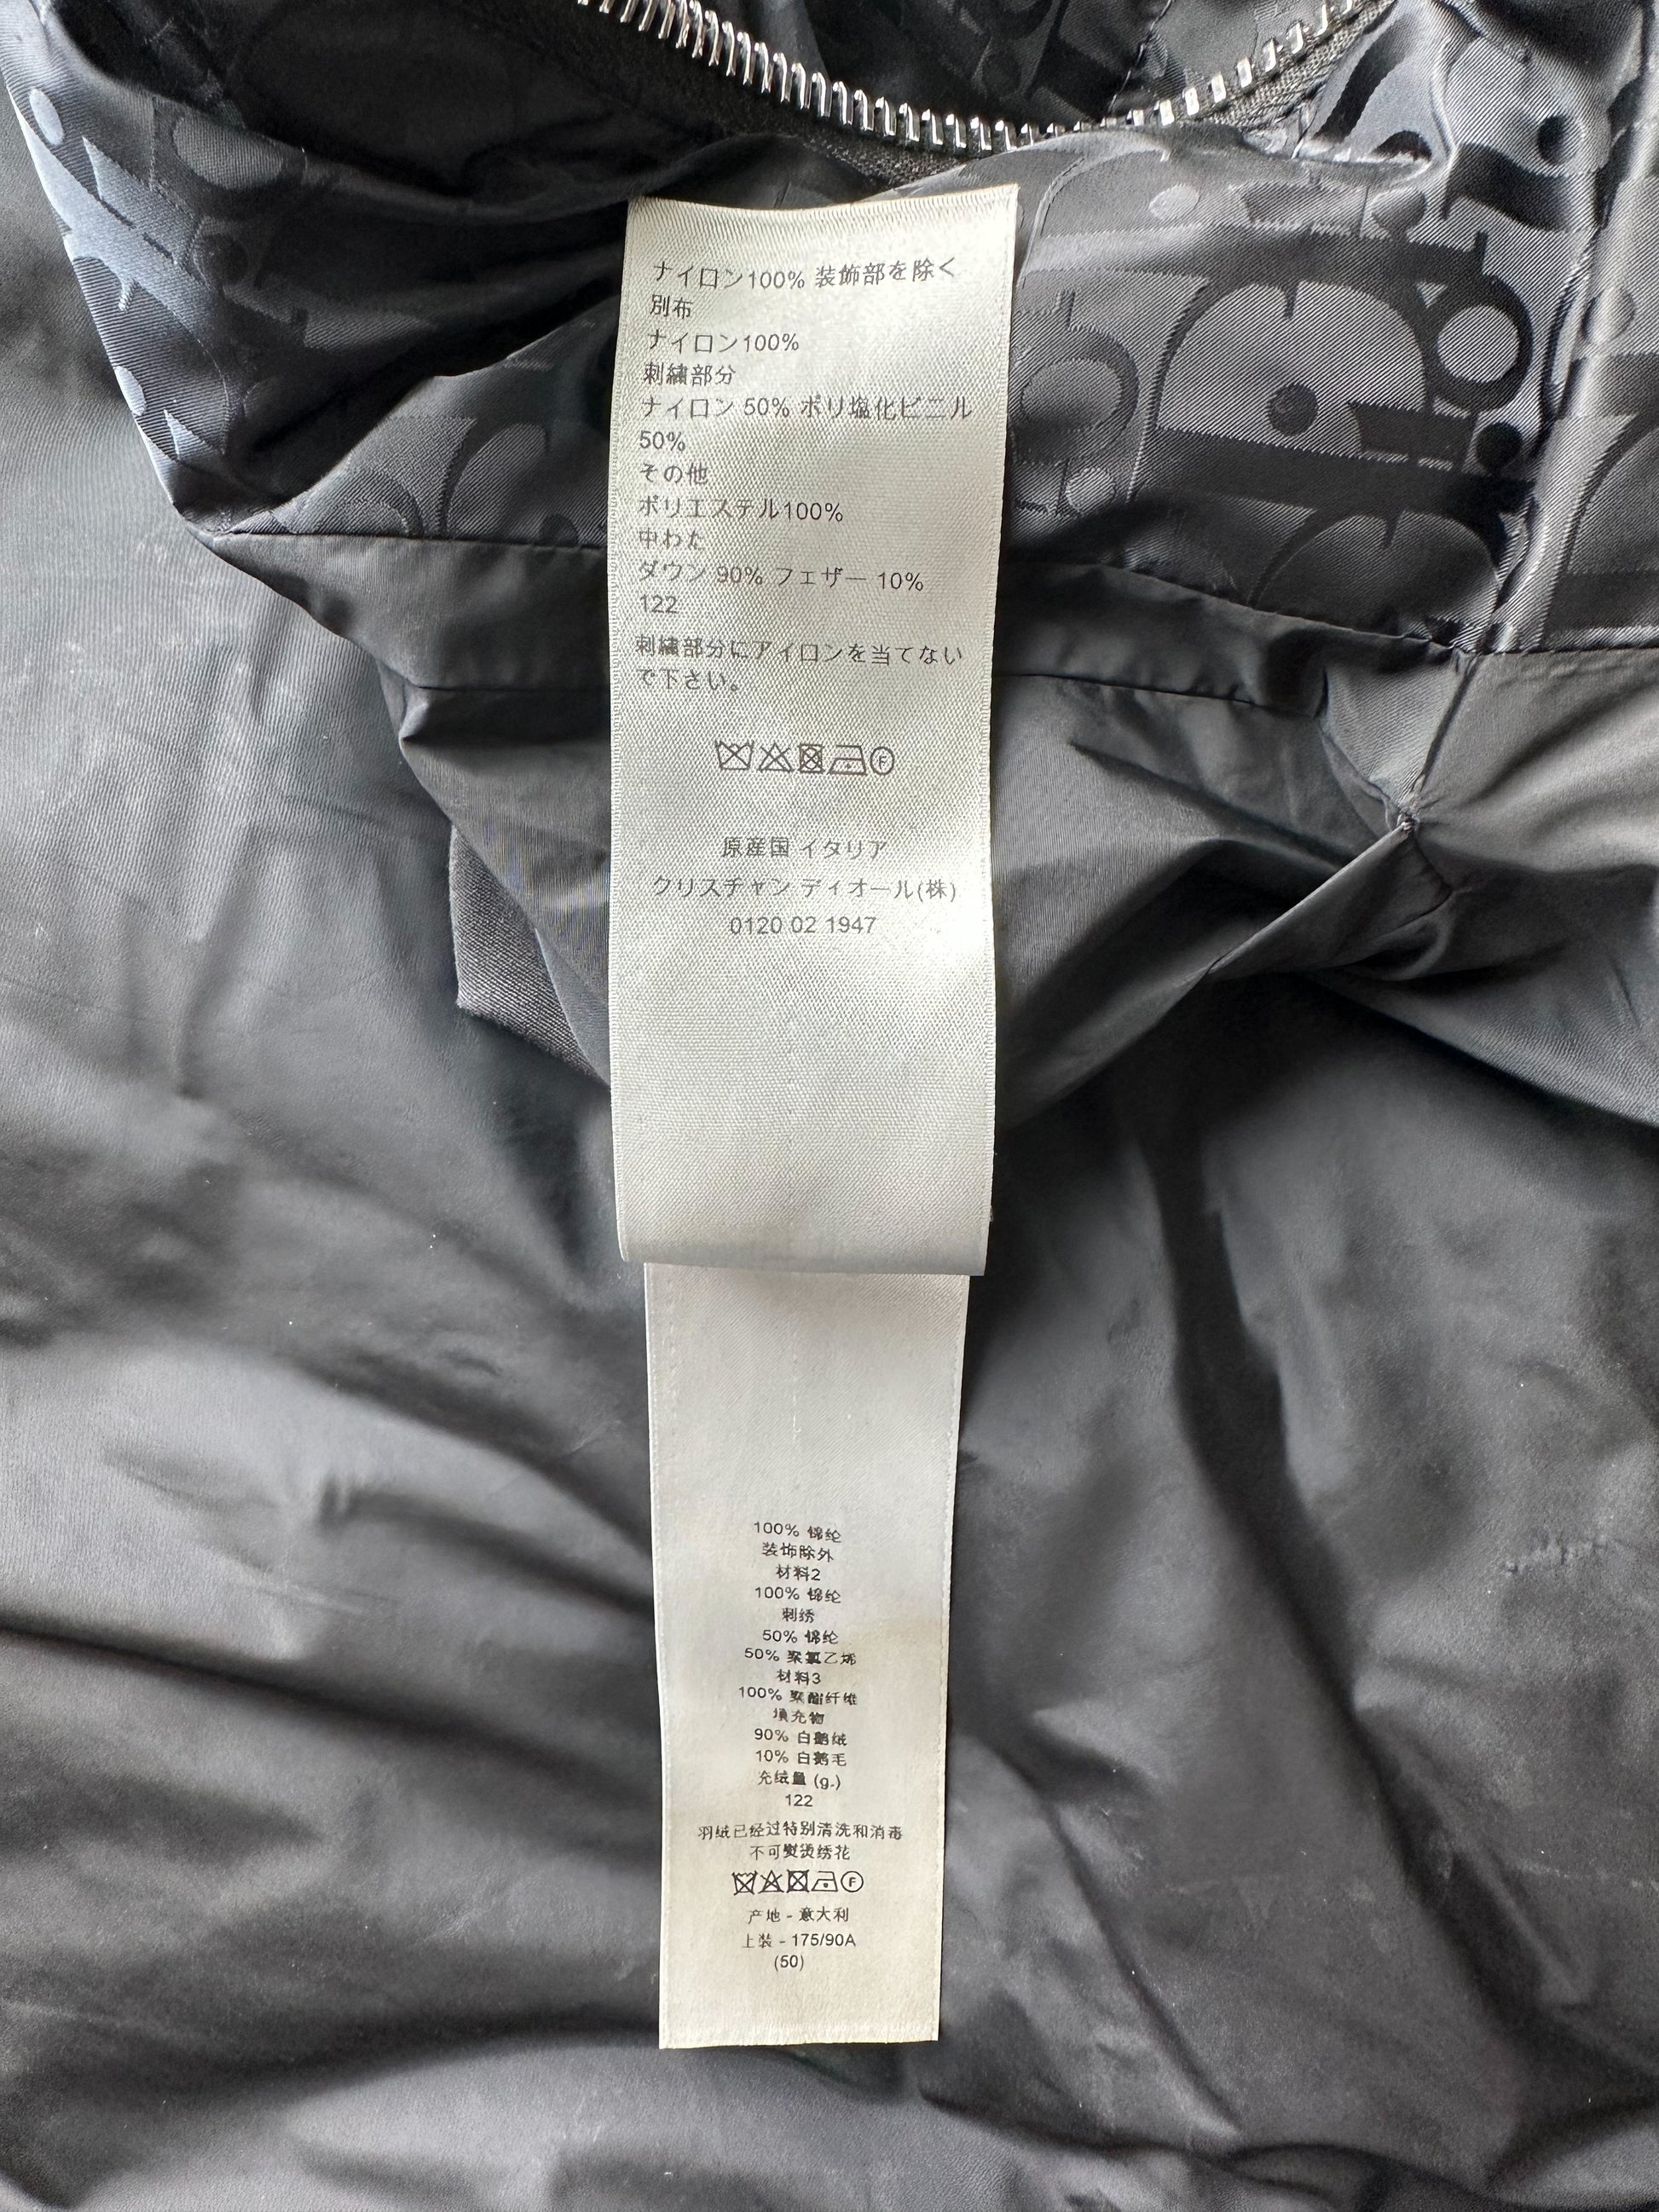 ナイロン100% 装飾部を除く
別布
ナイロン100%
刺繍部分
ナイロン 50% ポリ塩化ビニル
50%
その他
ポリエステル100%
中わた
ダウン 90% フェザー 10%
122
刺繍部分にアイロンを当てない
で下さい。
F
原産国 イタリア
クリスチャン ディオール(株)
0120 02 1947
100% 锦纶
装饰除外
材料2
100% 锦纶
刺绣
50% 锦纶
50% 聚氯乙烯
材料3
100% 聚酯纤维
填充物
90% 白鹅绒
10% 白鹅毛
充绒量 (g.)
122
羽绒已经过特别清洗和消毒
不可熨烫绣花
F
产地 - 意大利
上装 - 175/90A
(50)